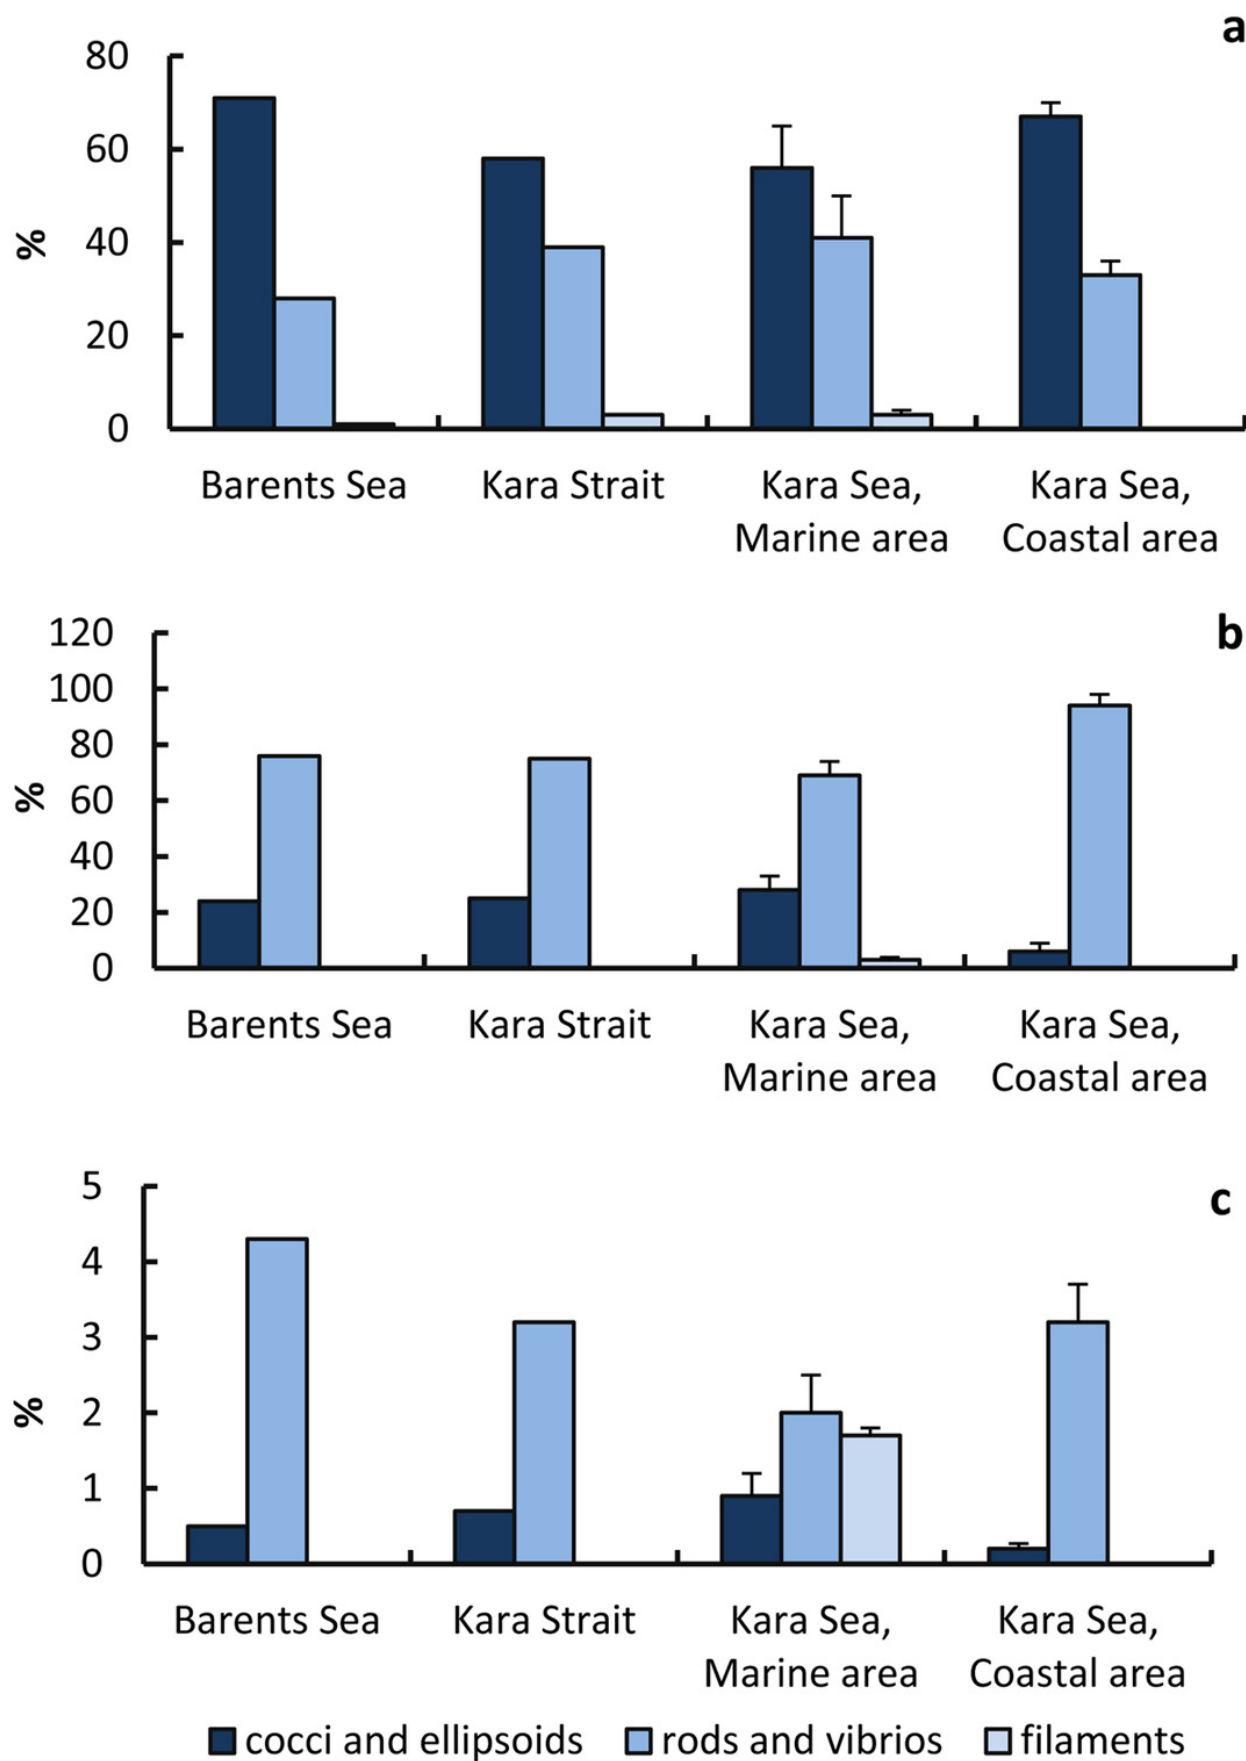 a
80
60
40
20
0
%
Barents Sea
Kara Strait
Kara Sea,
Marine area
Kara Sea,
Coastal area
b
120
100
80
60
40
20
0
%
Barents Sea
Kara Strait
Kara Sea,
Marine area
Kara Sea,
Coastal area
c
5
4
3
2
1
0
%
Barents Sea
Kara Strait
Kara Sea,
Marine area
Kara Sea,
Coastal area
cocci and ellipsoids
rods and vibrios
filaments